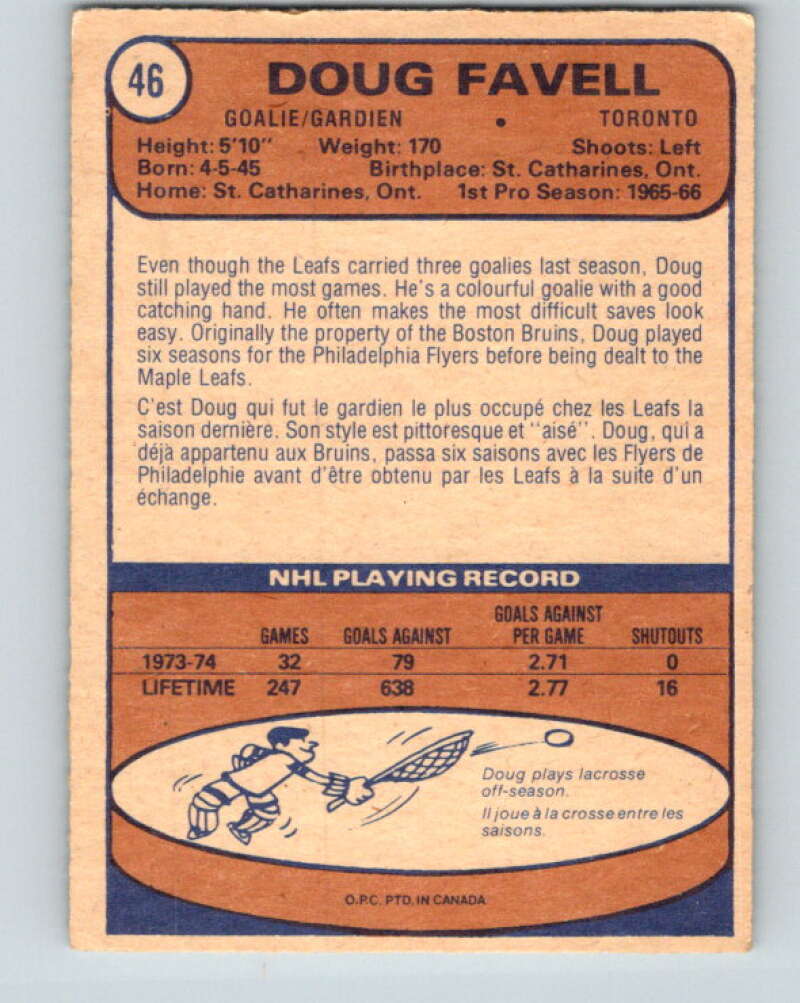 46 DOUG FAVELL
GOALIE/GARDIEN • TORONTO
Height: 5'10" Weight: 170 Shoots: Left
Born: 4-5-45 Birthplace: St. Catharines, Ont.
Home: St. Catharines, Ont. 1st Pro Season: 1965-66
Even though the Leafs carried three goalies last season, Doug
still played the most games. He's a colourful goalie with a good
catching hand. He often makes the most difficult saves look
easy. Originally the property of the Boston Bruins, Doug played
six seasons for the Philadelphia Flyers before being dealt to the
Maple Leafs.
C'est Doug qui fut le gardien le plus occupé chez les Leafs la
saison dernière. Son style est pittoresque et "aisé". Doug, qui a
déjà appartenu aux Bruins, passa six saisons avec les Flyers de
Philadelphie avant d'être obtenu par les Leafs à la suite d'un
échange.
NHL PLAYING RECORD
GAMES GOALS AGAINST GOALS AGAINST PER GAME SHUTOUTS
1973-74 32 79 2.71 0
LIFETIME 247 638 2.77 16
Doug plays lacrosse
off-season.
Il joue à la crosse entre les
saisons.
O.P.C. PTD. IN CANADA